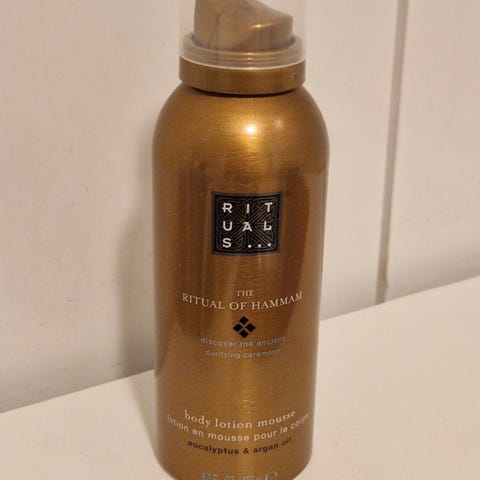 RIT
UAL
S...
THE
RITUAL OF HAMMAM
discover the ancient
purifying ceremony
body lotion mousse
lotion en mousse pour le corps
eucalyptus & argan oil